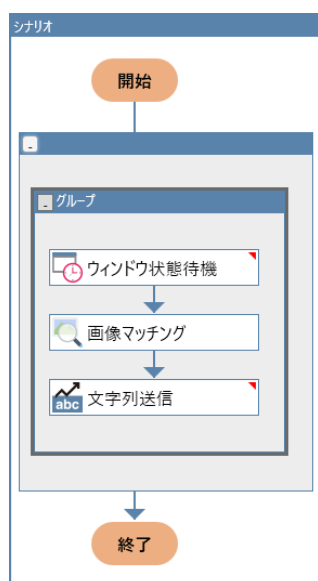 シナリオ
開始
グループ
ウィンドウ状態待機
画像マッチング
abc 文字列送信
終了